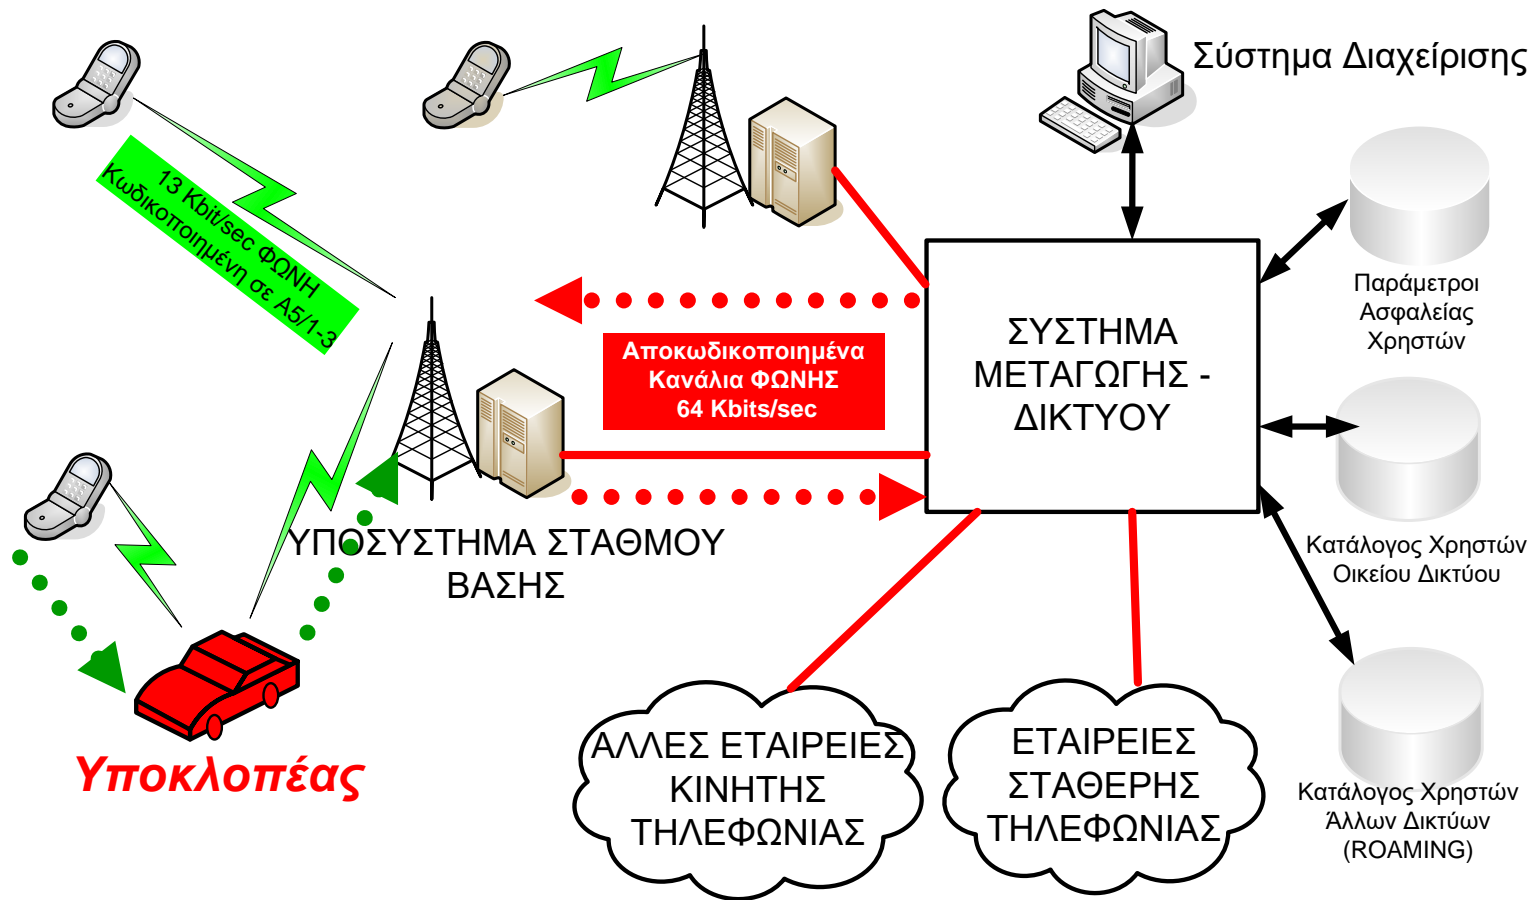 Σύστημα Διαχείρισης
13 Kbit/sec ΦΩΝΗ
Κωδικοποιημένη σε A5/1-3
Παράμετροι
Ασφαλείας
Χρηστών
Αποκωδικοποιημένα
Κανάλια ΦΩΝΗΣ
64 Kbits/sec
ΣΥΣΤΗΜΑ
ΜΕΤΑΓΩΓΗΣ -
ΔΙΚΤΥΟΥ
ΥΠΟΣΥΣΤΗΜΑ ΣΤΑΘΜΟΥ
ΒΑΣΗΣ
Κατάλογος Χρηστών
Οικείου Δικτύου
Υποκλοπέας
ΑΛΛΕΣ ΕΤΑΙΡΕΙΕΣ
ΚΙΝΗΤΗΣ
ΤΗΛΕΦΩΝΙΑΣ
ΕΤΑΙΡΕΙΕΣ
ΣΤΑΘΕΡΗΣ
ΤΗΛΕΦΩΝΙΑΣ
Κατάλογος Χρηστών
Άλλων Δικτύων
(ROAMING)